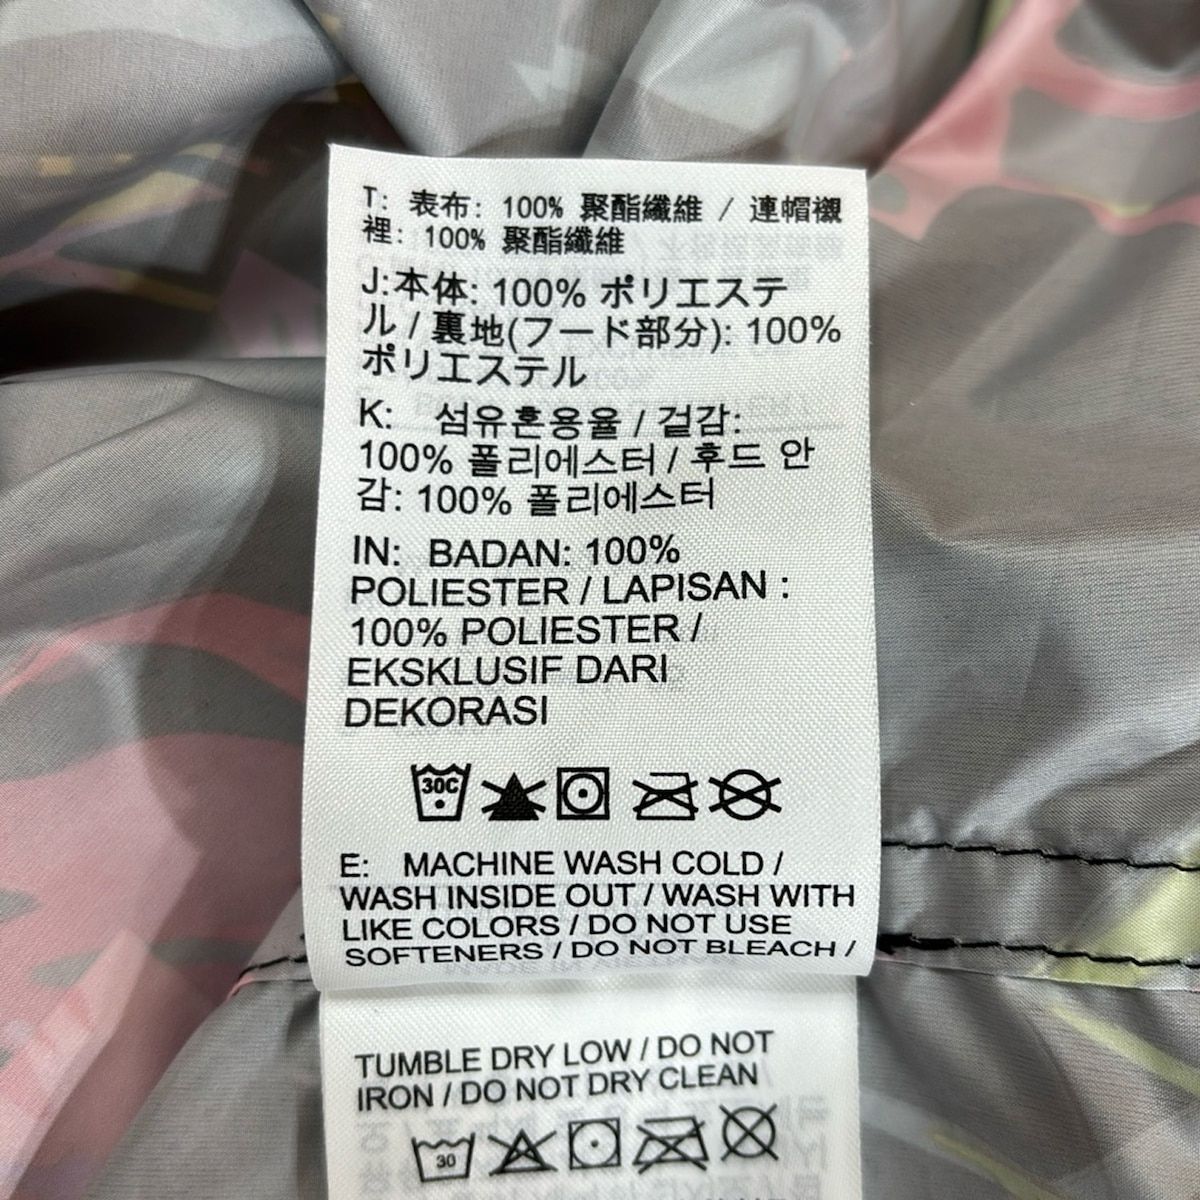 T: 表布: 100% 聚酯纖維 / 連帽襯
裡: 100% 聚酯纖維
J:本体: 100% ポリエステ
ル / 裏地(フード部分): 100%
ポリエステル
K: 섬유혼용율 / 겉감:
100% 폴리에스터 / 후드 안
감: 100% 폴리에스터
IN: BADAN: 100%
POLIESTER / LAPISAN :
100% POLIESTER /
EKSKLUSIF DARI
DEKORASI
30C
E: MACHINE WASH COLD /
WASH INSIDE OUT / WASH WITH
LIKE COLORS / DO NOT USE
SOFTENERS / DO NOT BLEACH /
TUMBLE DRY LOW / DO NOT
IRON / DO NOT DRY CLEAN
30